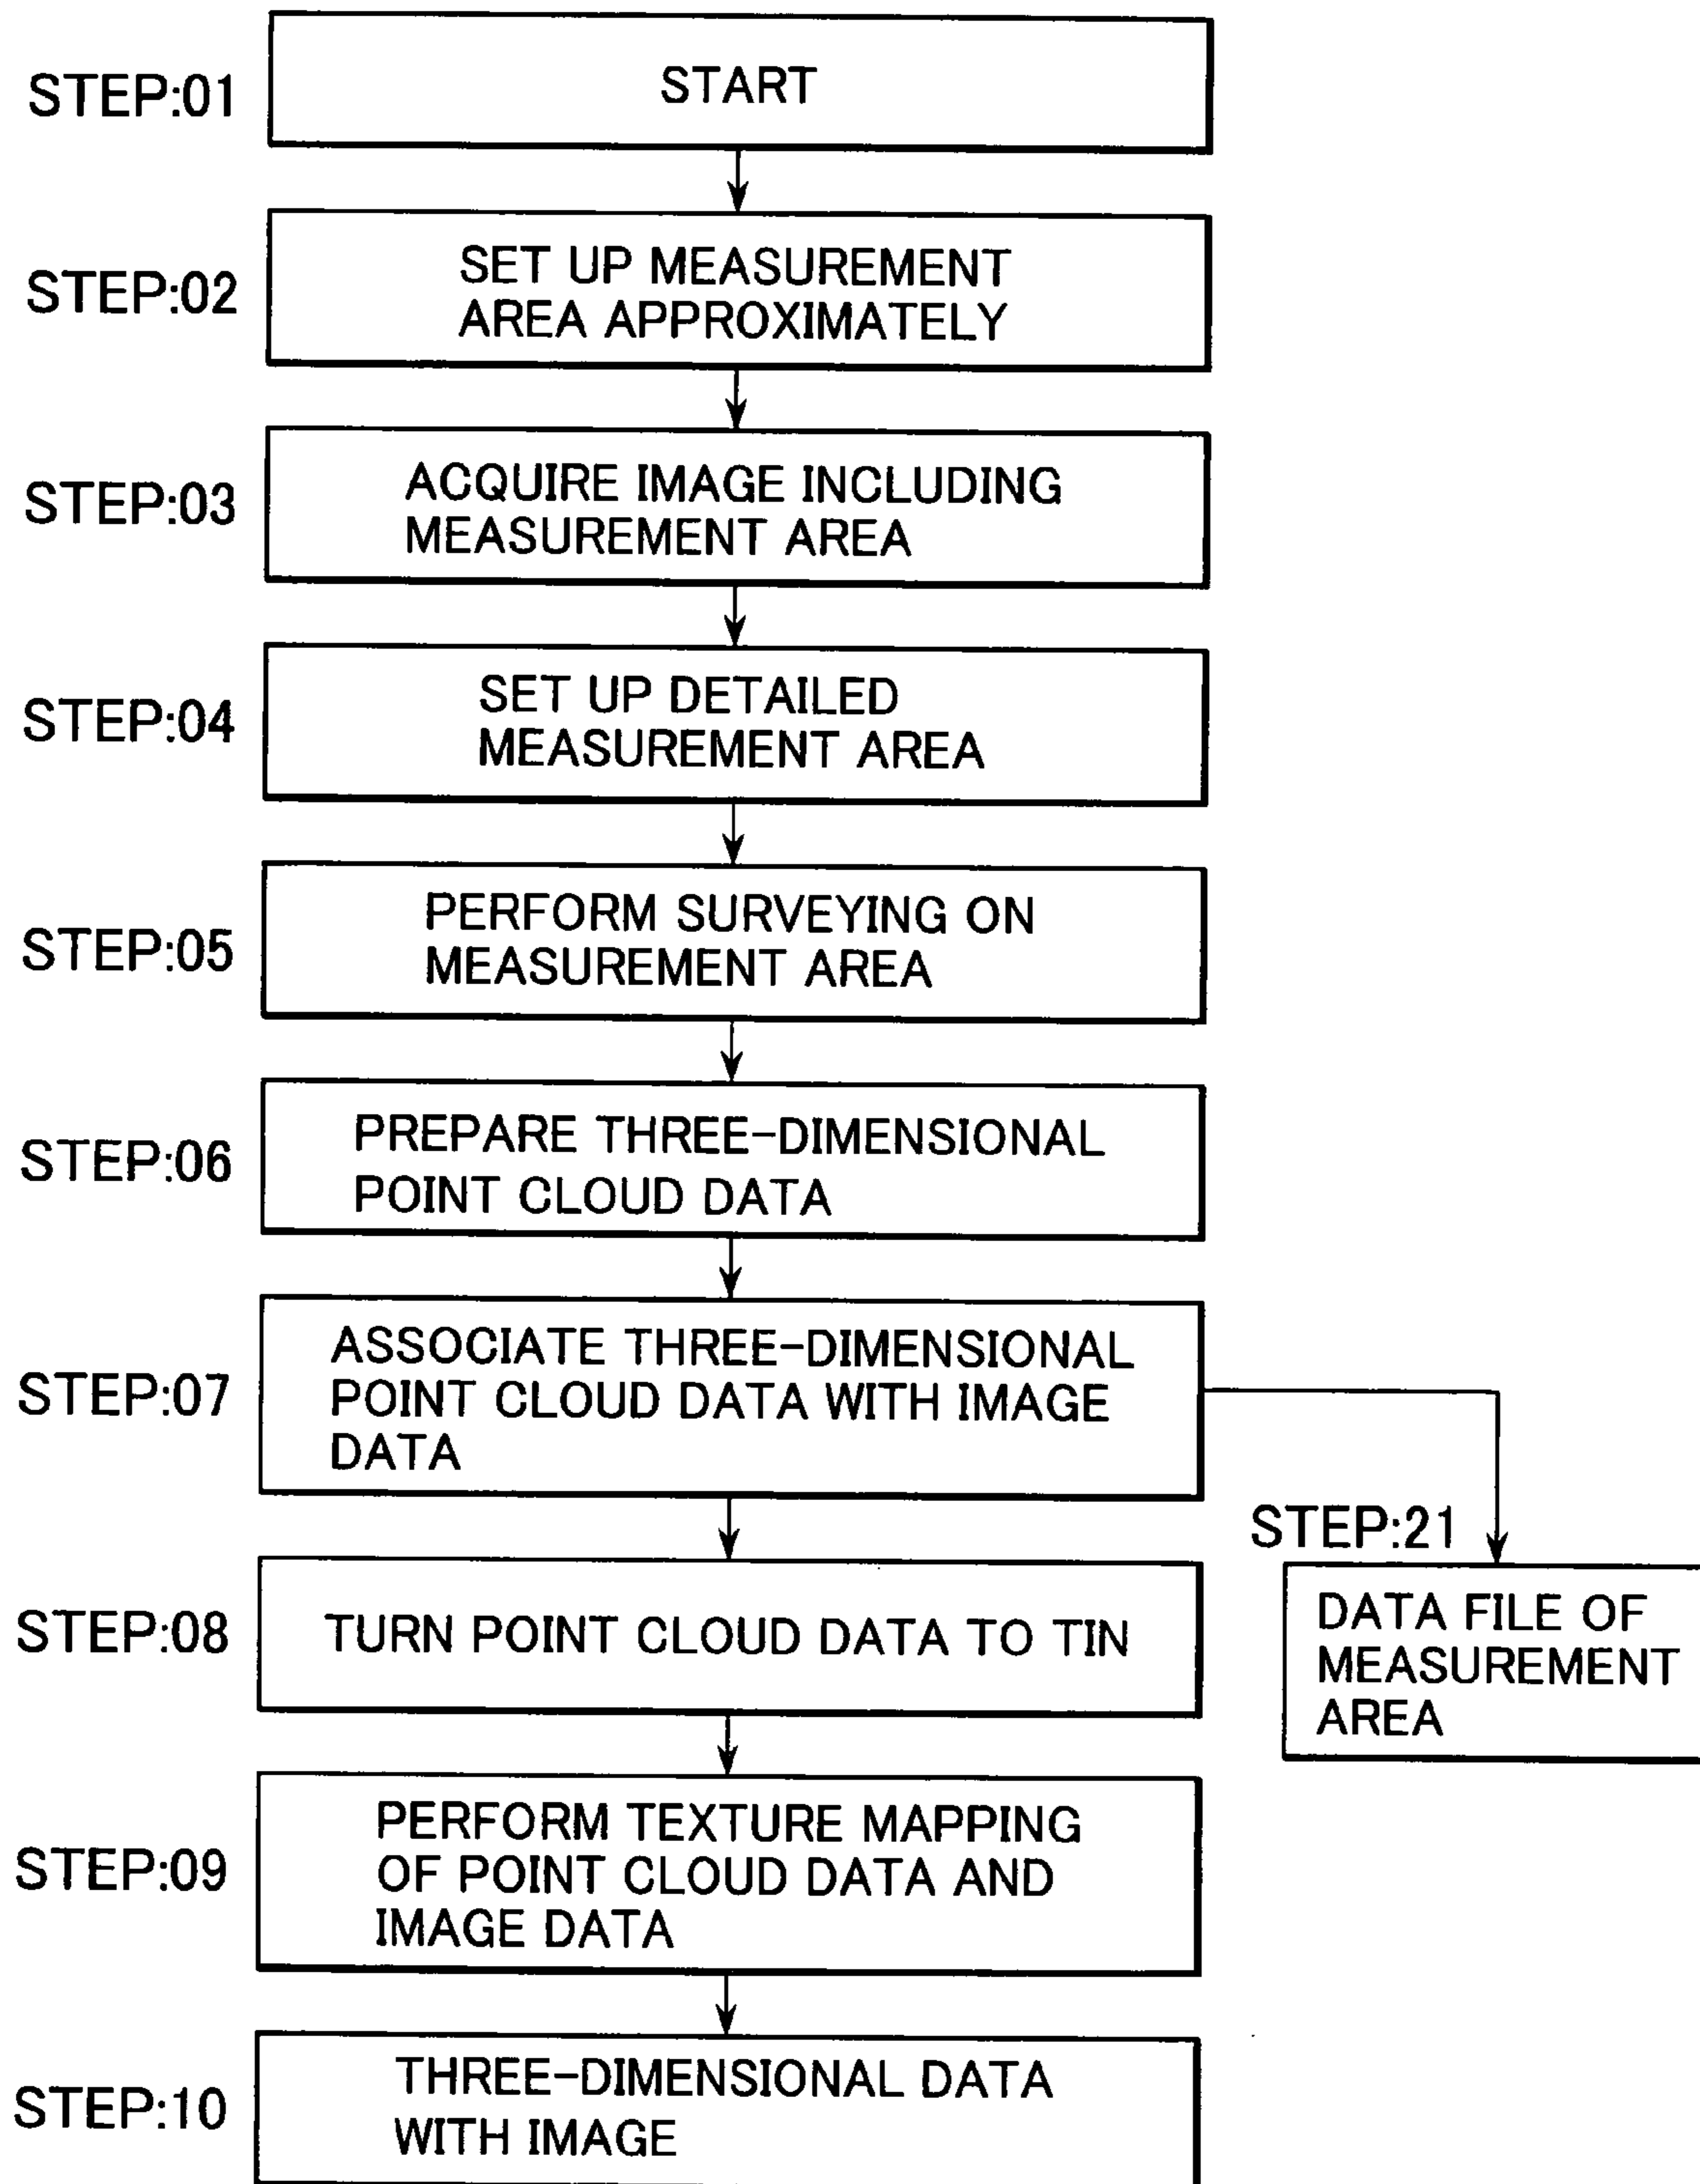 STEP:01
START
STEP:02
SET UP MEASUREMENT
AREA APPROXIMATELY
STEP:03
ACQUIRE IMAGE INCLUDING
MEASUREMENT AREA
STEP:04
SET UP DETAILED
MEASUREMENT AREA
STEP:05
PERFORM SURVEYING ON
MEASUREMENT AREA
STEP:06
PREPARE THREE-DIMENSIONAL
POINT CLOUD DATA
STEP:07
ASSOCIATE THREE-DIMENSIONAL
POINT CLOUD DATA WITH IMAGE
DATA
STEP:21
DATA FILE OF
MEASUREMENT
AREA
STEP:08
TURN POINT CLOUD DATA TO TIN
STEP:09
PERFORM TEXTURE MAPPING
OF POINT CLOUD DATA AND
IMAGE DATA
STEP:10
THREE-DIMENSIONAL DATA
WITH IMAGE